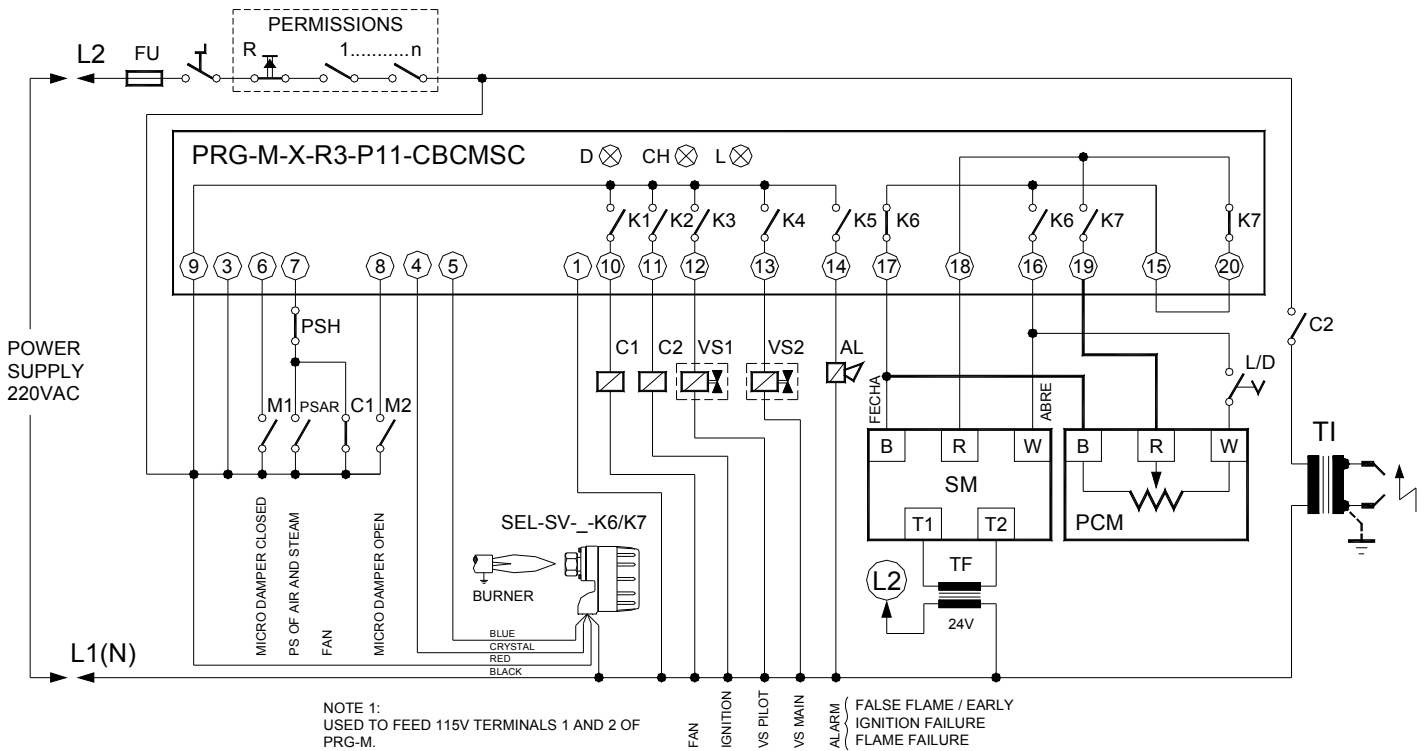 PERMISSIONS
L2
FU
R
1...........n
PRG-M-X-R3-P11-CBCMSC
D
CH
L
K1
K2
K3
K4
K5
K6
K6
K7
K7
9
3
6
7
8
4
5
1
10
11
12
13
14
17
18
16
19
15
20
POWER
SUPPLY
220VAC
PSH
M1
PSAR
C1
M2
C1
C2
VS1
VS2
AL
FECHA
ABRE
L/D
C2
TI
B
R
W
SM
T1
T2
B
R
W
PCM
TF
24V
L2
SEL-SV-_-K6/K7
BURNER
BLUE
CRYSTAL
RED
BLACK
MICRO DAMPER CLOSED
PS OF AIR AND STEAM
FAN
MICRO DAMPER OPEN
L1(N)
NOTE 1:
USED TO FEED 115V TERMINALS 1 AND 2 OF
PRG-M.
FAN
IGNITION
VS PILOT
VS MAIN
ALARM
FALSE FLAME / EARLY
IGNITION FAILURE
FLAME FAILURE